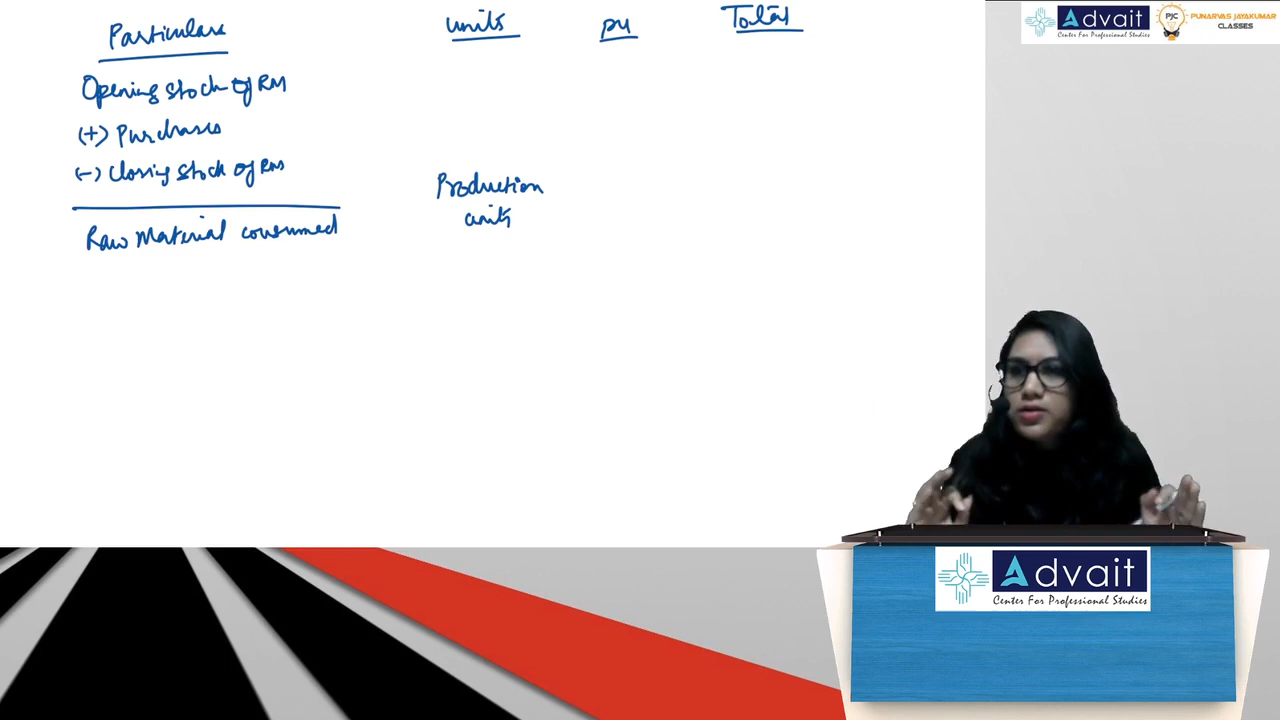 Particulars units pu Total
Opening stock of RM
(+) Purchases
(-) Closing stock of RM
Production
units
Raw Material consumed
Advait
Center For Professional Studies
PJC
PUNARVAS JAYAKUMAR
CLASSES
Advait
Center For Professional Studies